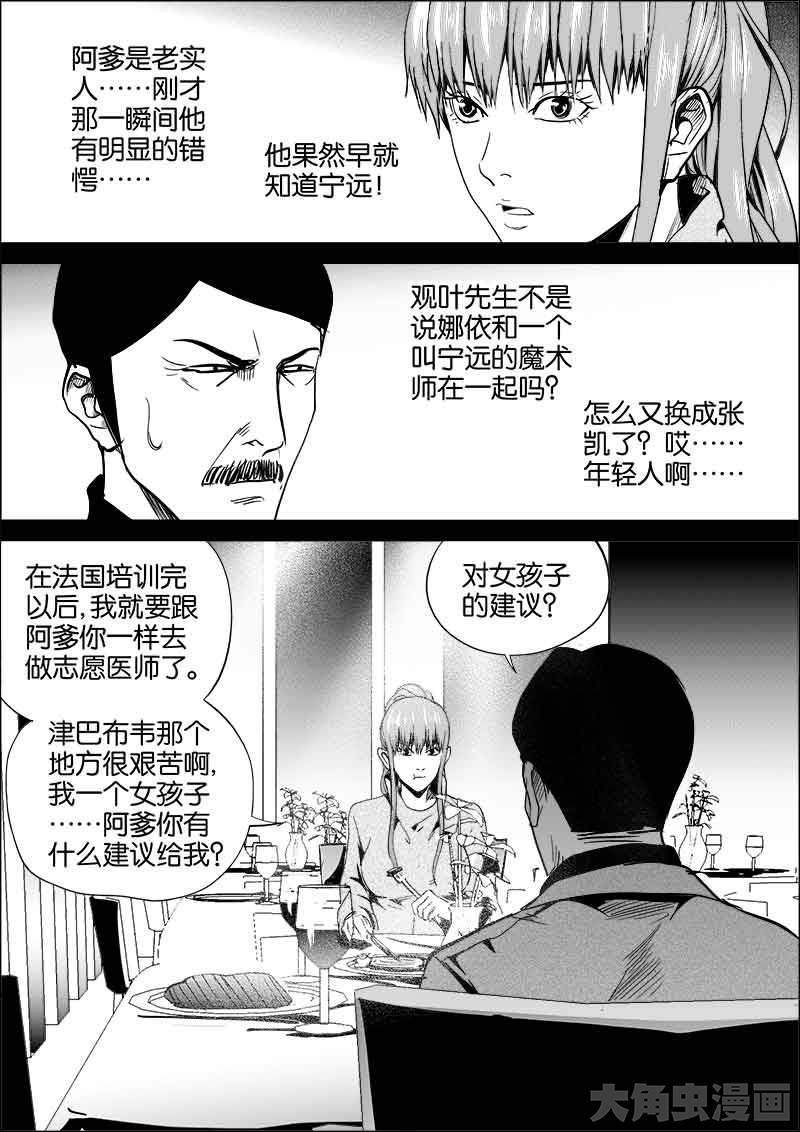 阿爹是老实
人……刚才
那一瞬间他
有明显的错
愕……
他果然早就
知道宁远！
观叶先生不是
说娜依和一个
叫宁远的魔术
师在一起吗？
怎么又换成张
凯了？哎……
年轻人啊……
在法国培训完
以后，我就要跟
阿爹你一样去
做志愿医师了。
津巴布韦那个
地方很艰苦啊，
我一个女孩子
……阿爹你有
什么建议给我？
对女孩子
的建议？
大角虫漫画